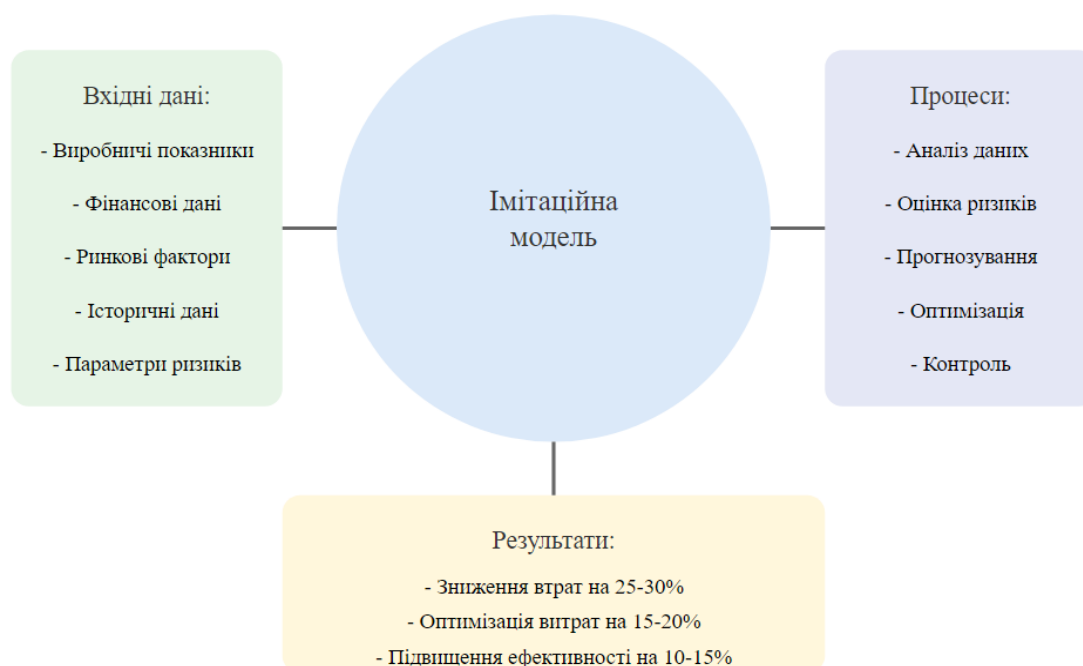 Вхідні дані:
- Виробничі показники
- Фінансові дані
- Ринкові фактори
- Історичні дані
- Параметри ризиків
Імітаційна
модель
Процеси:
- Аналіз даних
- Оцінка ризиків
- Прогнозування
- Оптимізація
- Контроль
Результати:
- Зниження втрат на 25-30%
- Оптимізація витрат на 15-20%
- Підвищення ефективності на 10-15%